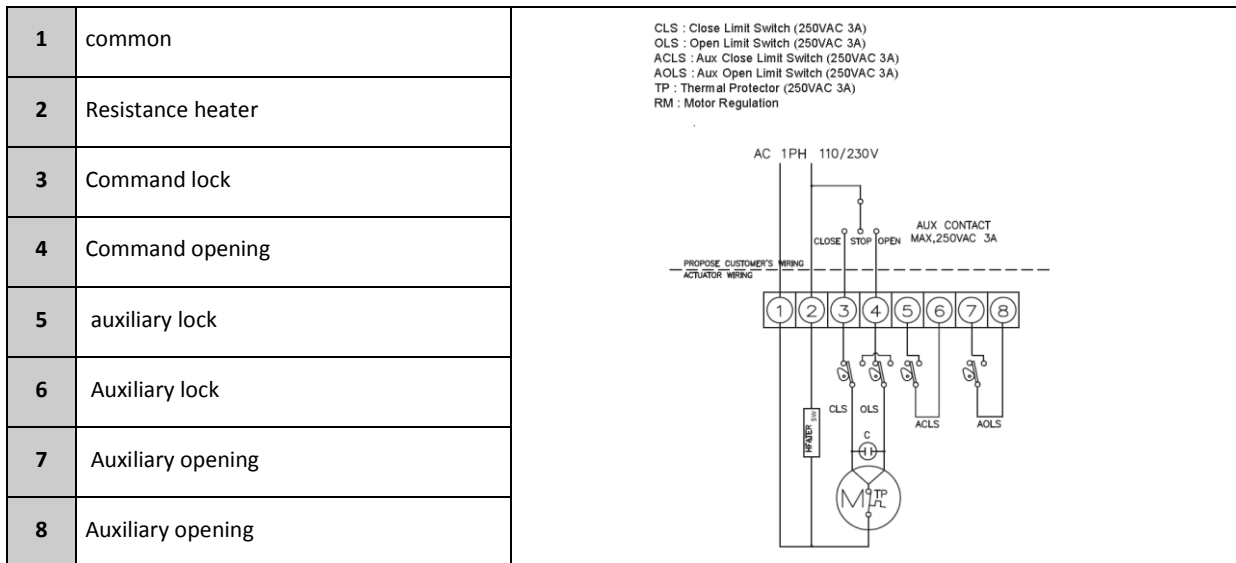 1 common
2 Resistance heater
3 Command lock
4 Command opening
5 auxiliary lock
6 Auxiliary lock
7 Auxiliary opening
8 Auxiliary opening
CLS : Close Limit Switch (250VAC 3A)
OLS : Open Limit Switch (250VAC 3A)
ACLS : Aux Close Limit Switch (250VAC 3A)
AOLS : Aux Open Limit Switch (250VAC 3A)
TP : Thermal Protector (250VAC 3A)
RM : Motor Regulation
AC 1PH 110/230V
AUX CONTACT
MAX,250VAC 3A
CLOSE STOP OPEN
PROPOSE CUSTOMER'S WIRING
ACTUATOR WIRING
1 2 3 4 5 6 7 8
CLS OLS
ACLS AOLS
HEATER 5W
C
M TP